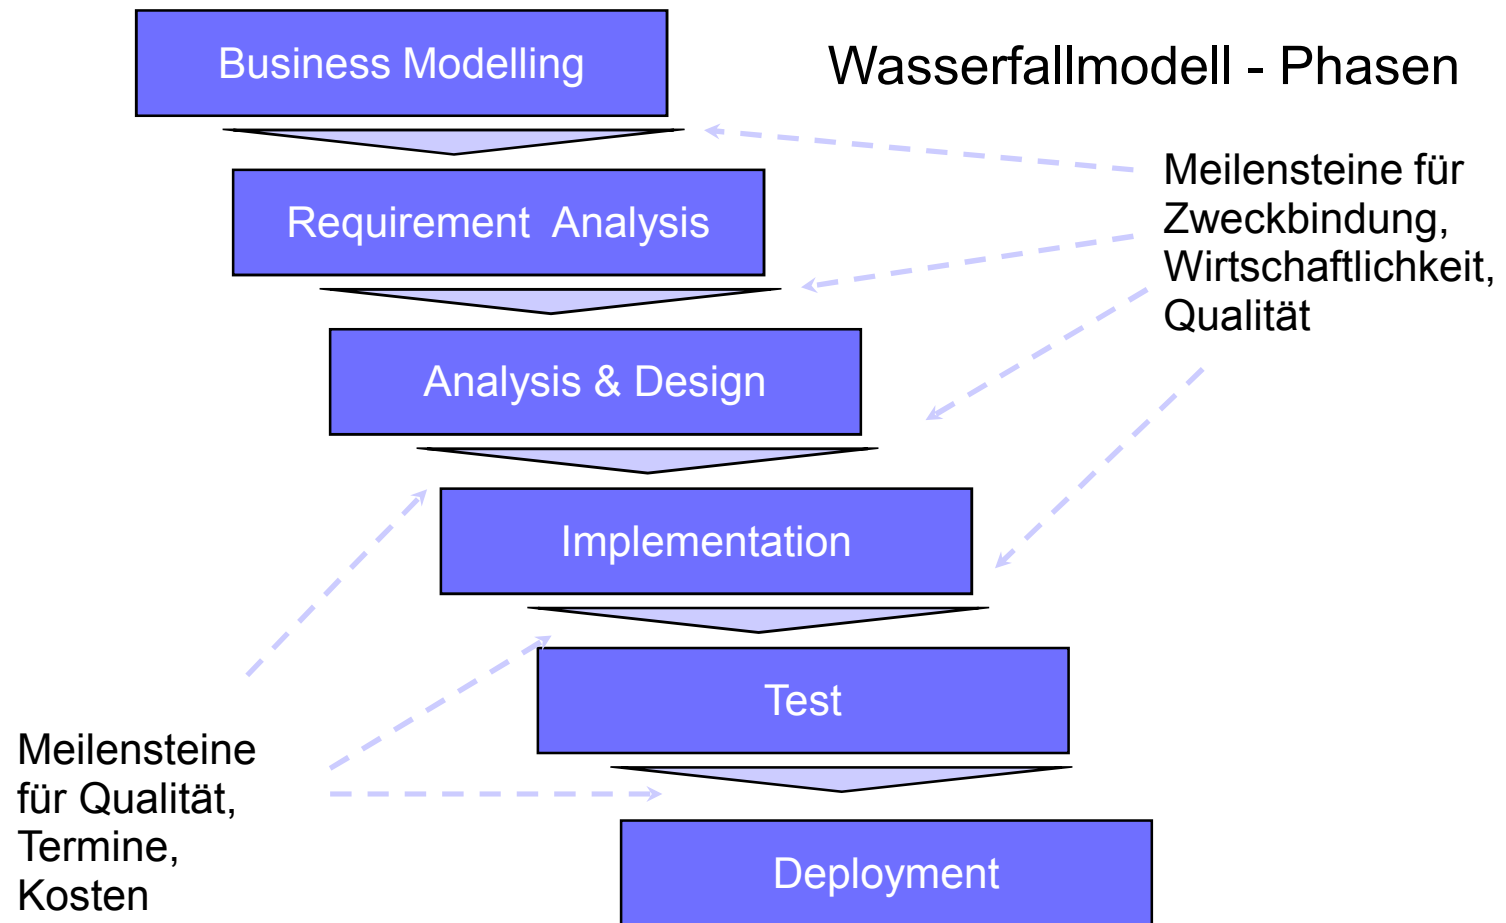 Business Modelling
Wasserfallmodell - Phasen
Meilensteine für
Zweckbindung,
Wirtschaftlichkeit,
Qualität
Requirement  Analysis
Analysis & Design
Implementation
Test
Meilensteine
für Qualität,
Termine,
Kosten
Deployment